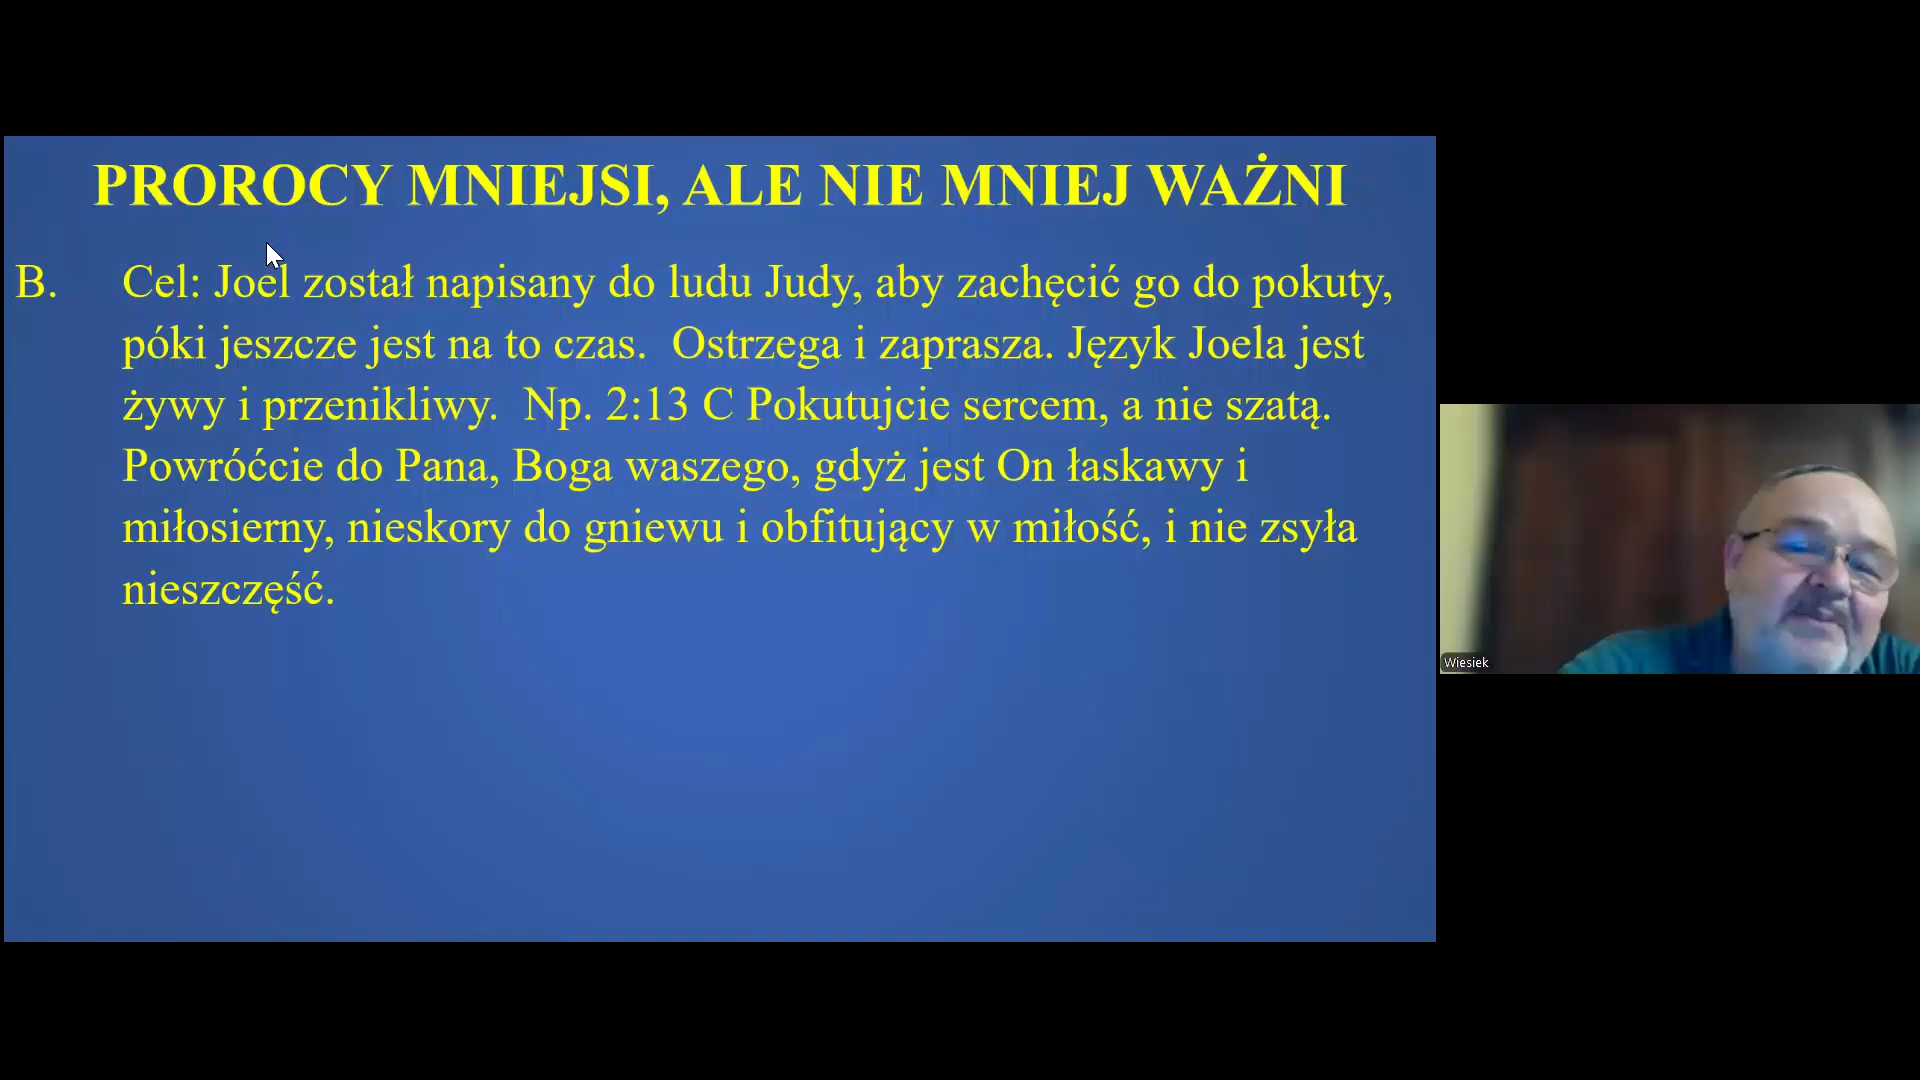 PROROCY MNIEJSI, ALE NIE MNIEJ WAŻNI
B. Cel: Joel został napisany do ludu Judy, aby zachęcić go do pokuty,
póki jeszcze jest na to czas.  Ostrzega i zaprasza. Język Joela jest
żywy i przenikliwy.  Np. 2:13 C Pokutujcie sercem, a nie szatą.
Powróćcie do Pana, Boga waszego, gdyż jest On łaskawy i
miłosierny, nieskory do gniewu i obfitujący w miłość, i nie zsyła
nieszczęść.
Wiesiek